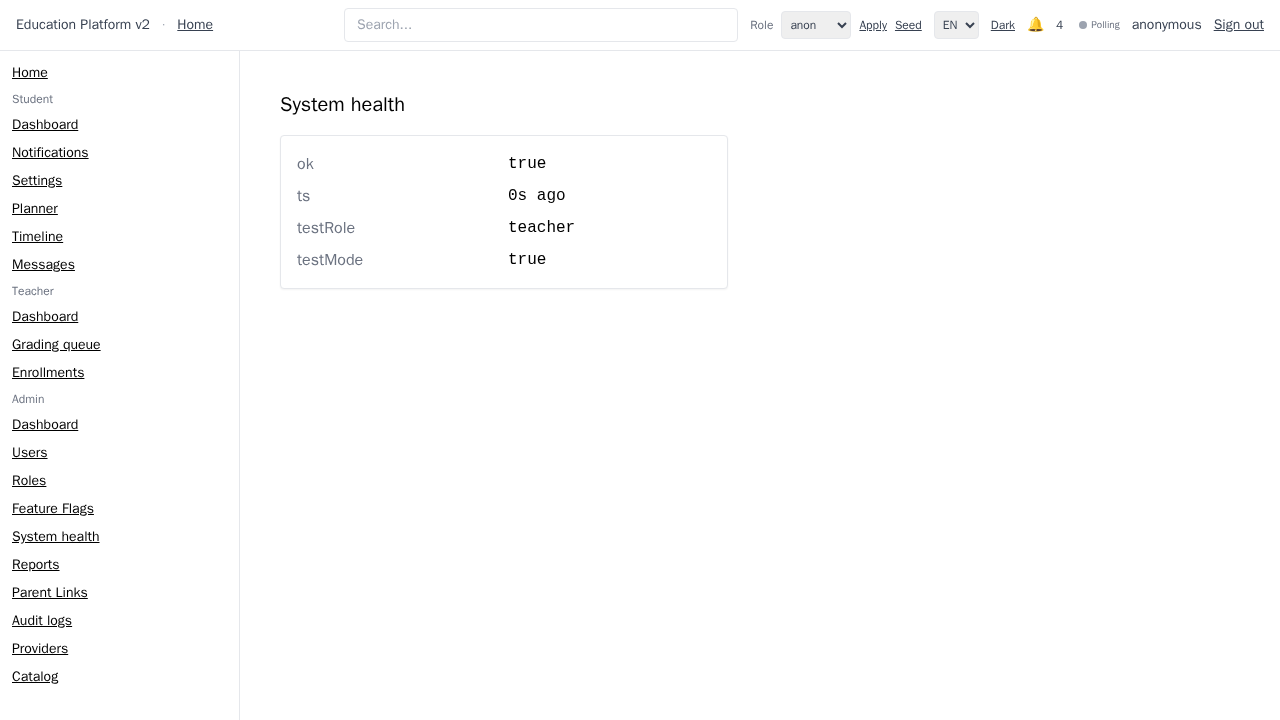 Education Platform v2 · Home Search... Role anon Apply Seed EN Dark 🔔 4 Polling anonymous Sign out
Home
Student
Dashboard
Notifications
Settings
Planner
Timeline
Messages
Teacher
Dashboard
Grading queue
Enrollments
Admin
Dashboard
Users
Roles
Feature Flags
System health
Reports
Parent Links
Audit logs
Providers
Catalog
System health
ok true
ts 0s ago
testRole teacher
testMode true